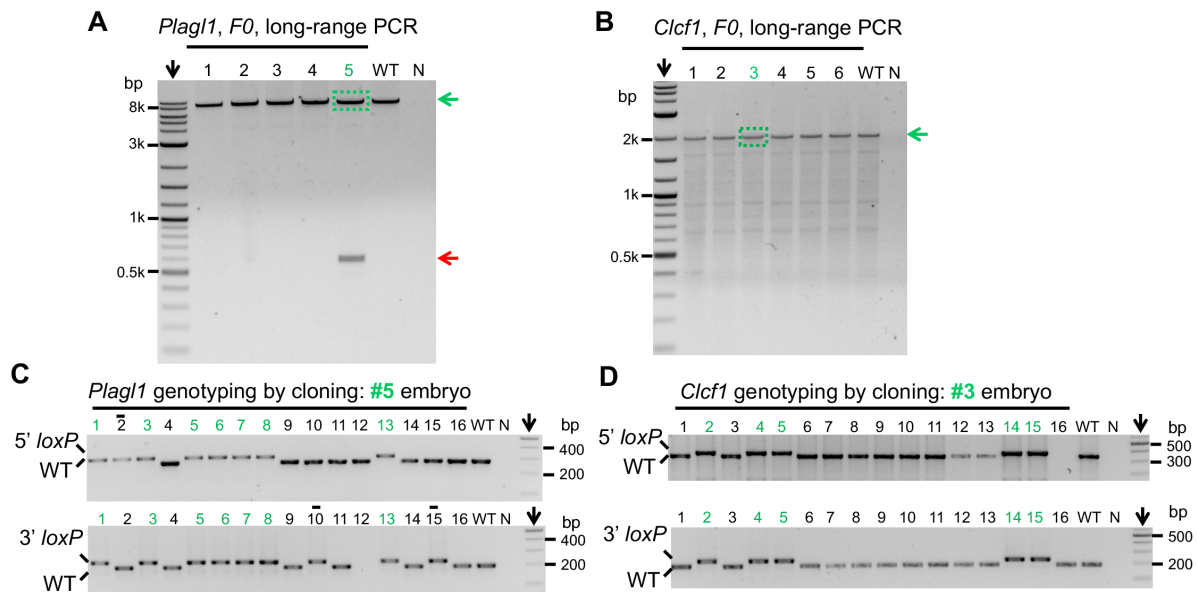 A
Plagl1, F0, long-range PCR
bp
1 2 3 4 5 WT N
8k
3k
1k
0.5k
B
Clcf1, F0, long-range PCR
bp
1 2 3 4 5 6 WT N
2k
1k
0.5k
C
Plagl1 genotyping by cloning: #5 embryo
1 2 3 4 5 6 7 8 9 10 11 12 13 14 15 16 WT N
bp
5' loxP
WT
400
200
1 2 3 4 5 6 7 8 9 10 11 12 13 14 15 16 WT N
bp
3' loxP
WT
400
200
D
Clcf1 genotyping by cloning: #3 embryo
1 2 3 4 5 6 7 8 9 10 11 12 13 14 15 16 WT N
bp
5' loxP
WT
500
300
1 2 3 4 5 6 7 8 9 10 11 12 13 14 15 16 WT N
bp
3' loxP
WT
500
200